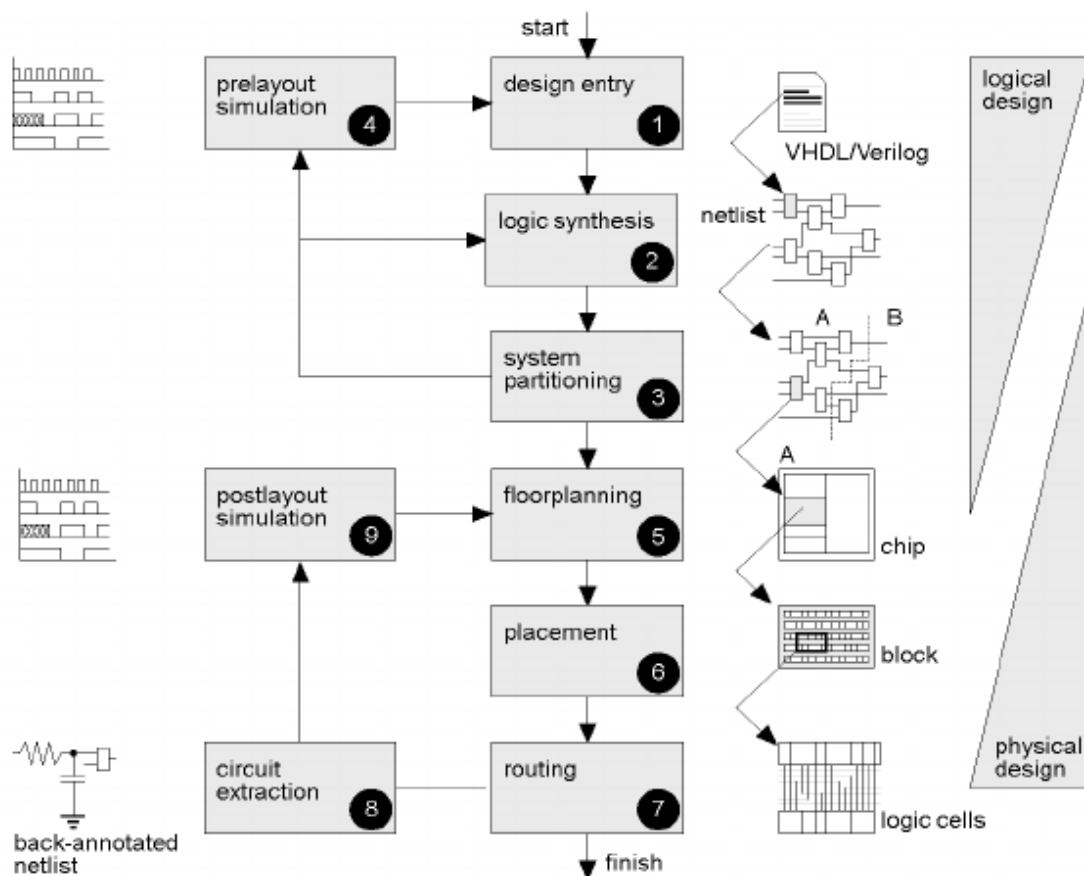 start
prelayout
simulation
4
design entry
1
VHDL/Verilog
logical
design
logic synthesis
2
netlist
system
partitioning
3
A
B
postlayout
simulation
9
floorplanning
5
A
chip
placement
6
block
circuit
extraction
8
routing
7
logic cells
physical
design
back-annotated
netlist
finish